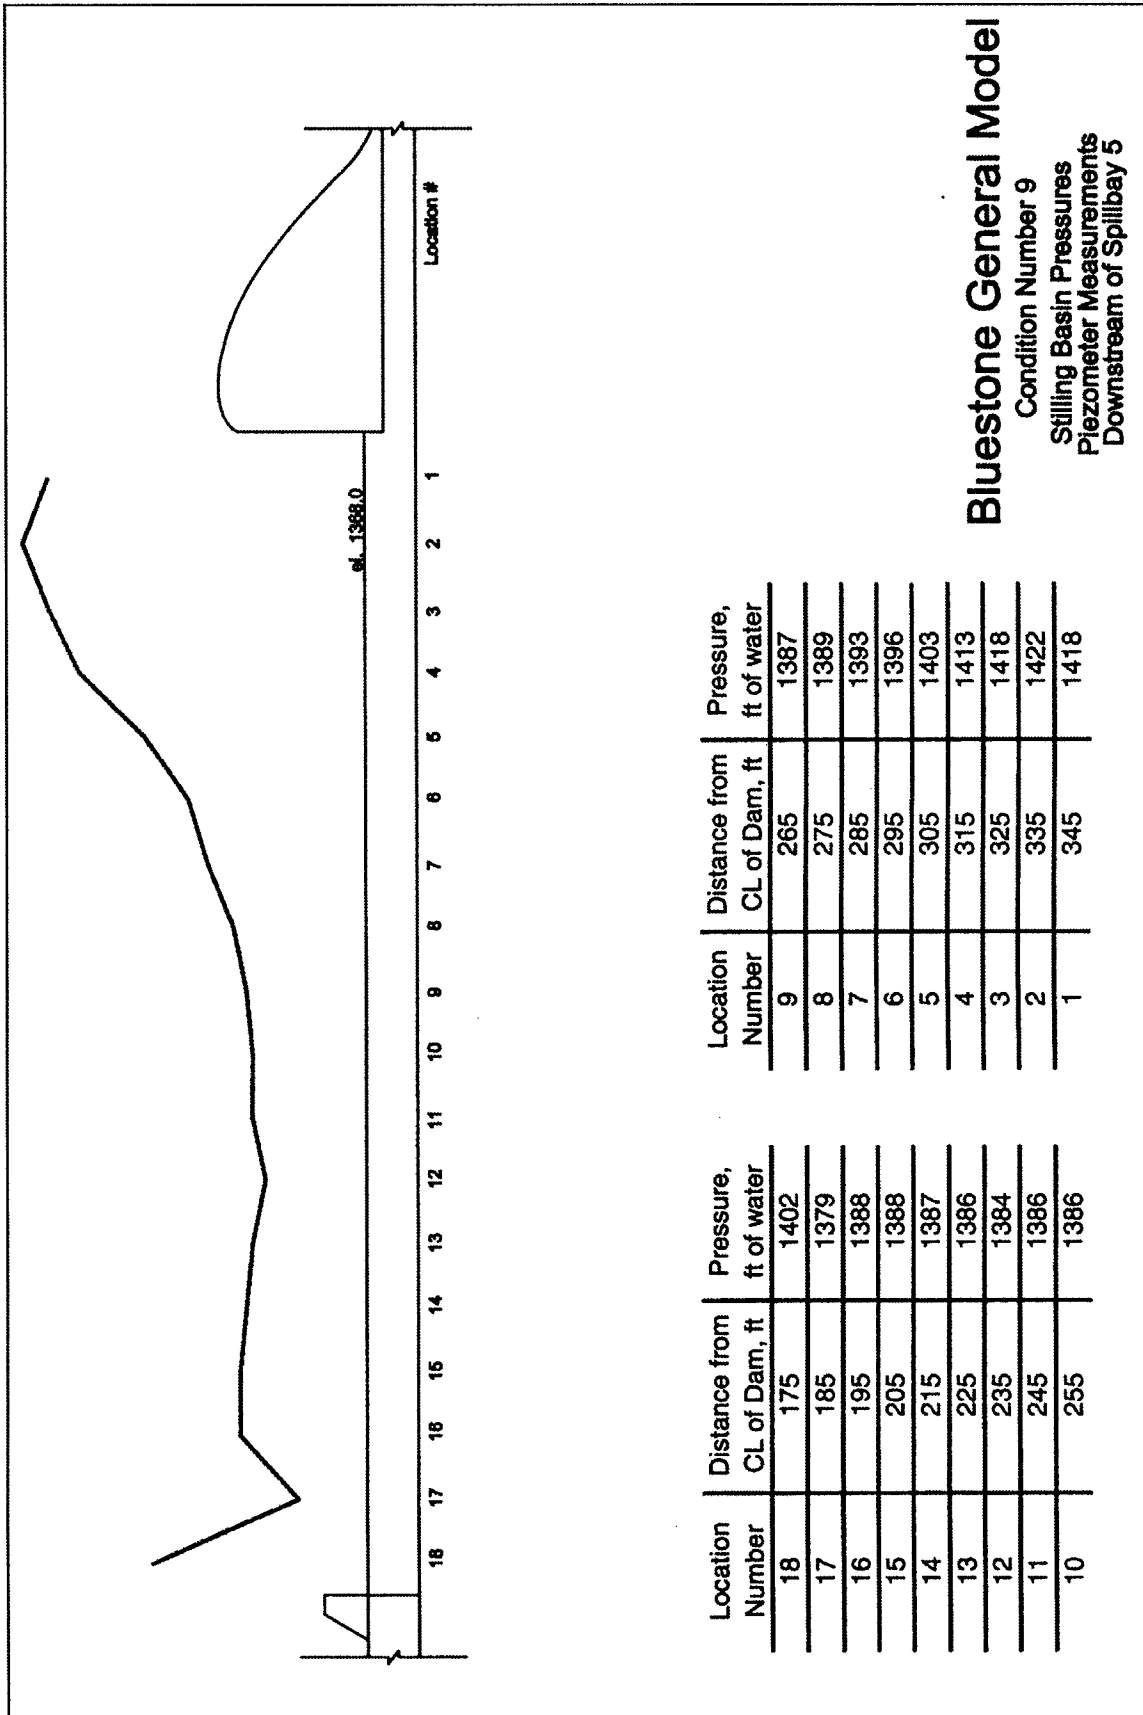 Location #
el. 1368.0
18 17 16 15 14 13 12 11 10 9 8 7 6 5 4 3 2 1
Location Number | Distance from CL of Dam, ft | Pressure, ft of water
18 175 1402
17 185 1379
16 195 1388
15 205 1388
14 215 1387
13 225 1386
12 235 1384
11 245 1386
10 255 1386
Location Number | Distance from CL of Dam, ft | Pressure, ft of water
9 265 1387
8 275 1389
7 285 1393
6 295 1396
5 305 1403
4 315 1413
3 325 1418
2 335 1422
1 345 1418
Bluestone General Model
Condition Number 9
Stilling Basin Pressures
Piezometer Measurements
Downstream of Spillbay 5